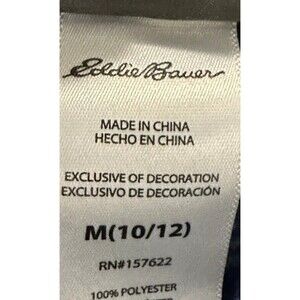 Eddie Bauer
MADE IN CHINA
HECHO EN CHINA
EXCLUSIVE OF DECORATION
EXCLUSIVO DE DECORACIÓN
M(10/12)
RN#157622
100% POLYESTER